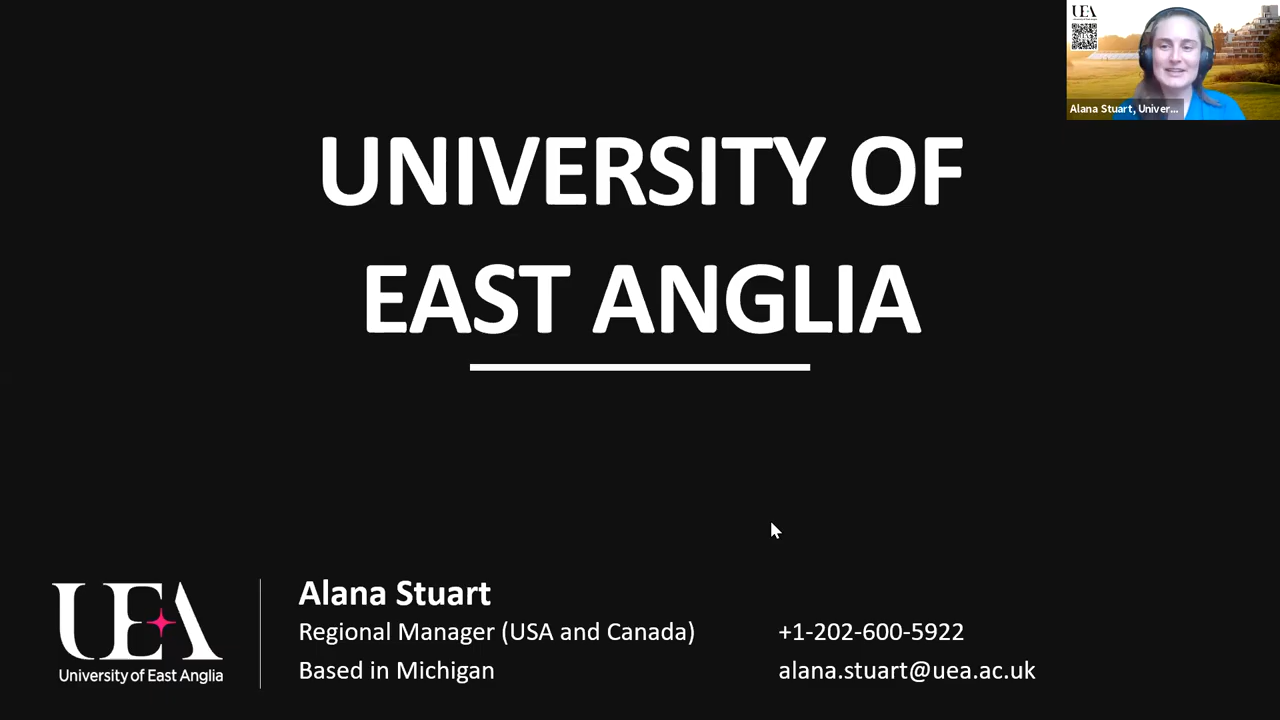 UEA
Alana Stuart, Univer...
UNIVERSITY OF
EAST ANGLIA
UEA
University of East Anglia
Alana Stuart
Regional Manager (USA and Canada)
Based in Michigan
+1-202-600-5922
alana.stuart@uea.ac.uk